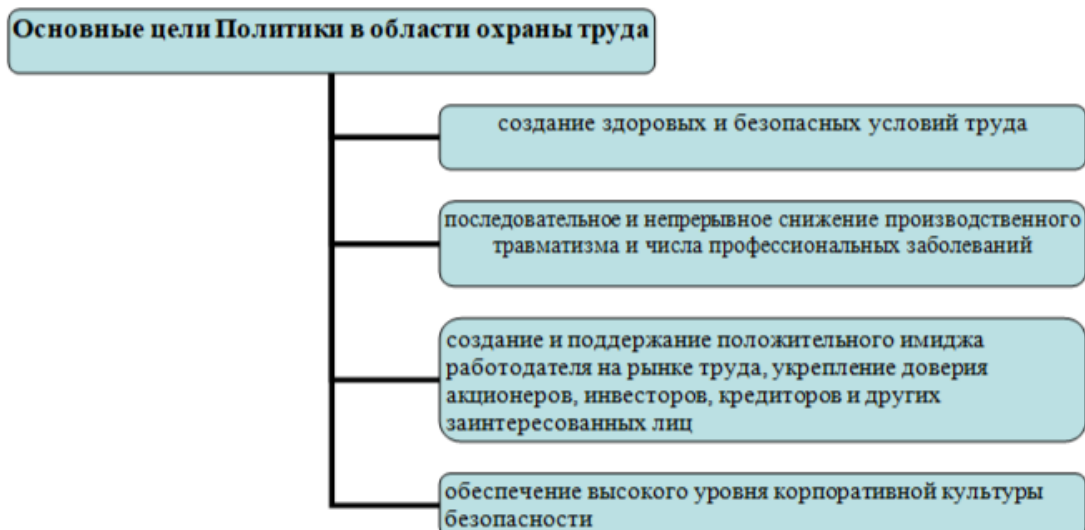 Основные цели Политики в области охраны труда
создание здоровых и безопасных условий труда
последовательное и непрерывное снижение производственного
травматизма и числа профессиональных заболеваний
создание и поддержание положительного имиджа
работодателя на рынке труда, укрепление доверия
акционеров, инвесторов, кредиторов и других
заинтересованных лиц
обеспечение высокого уровня корпоративной культуры
безопасности